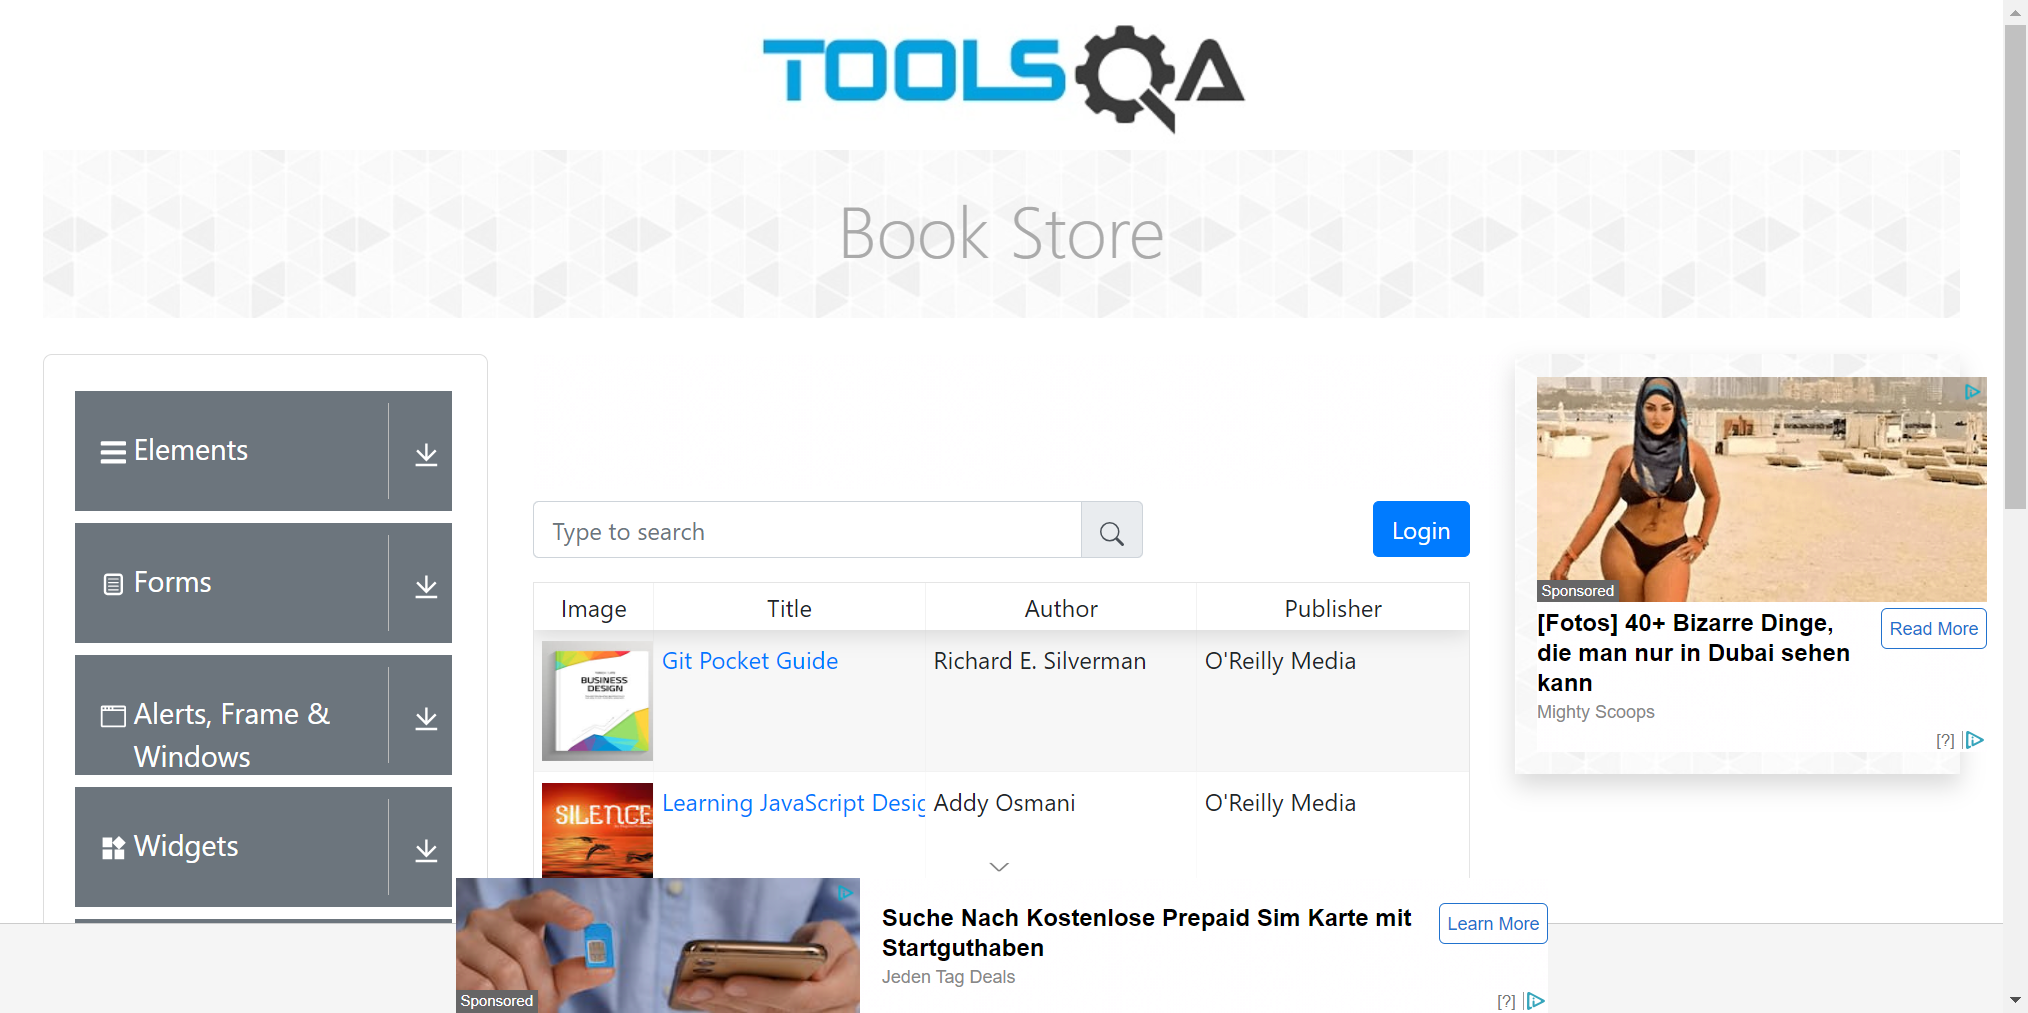 TOOLSQA
Book Store
Elements
Forms
Alerts, Frame &
Windows
Widgets
Type to search
Login
Image Title Author Publisher
BUSINESS
DESIGN
Git Pocket Guide Richard E. Silverman O'Reilly Media
SILENCE
Learning JavaScript Desig Addy Osmani O'Reilly Media
Sponsored
[Fotos] 40+ Bizarre Dinge,
die man nur in Dubai sehen
kann
Read More
Mighty Scoops
[?]
Sponsored
Suche Nach Kostenlose Prepaid Sim Karte mit
Startguthaben
Learn More
Jeden Tag Deals
[?]